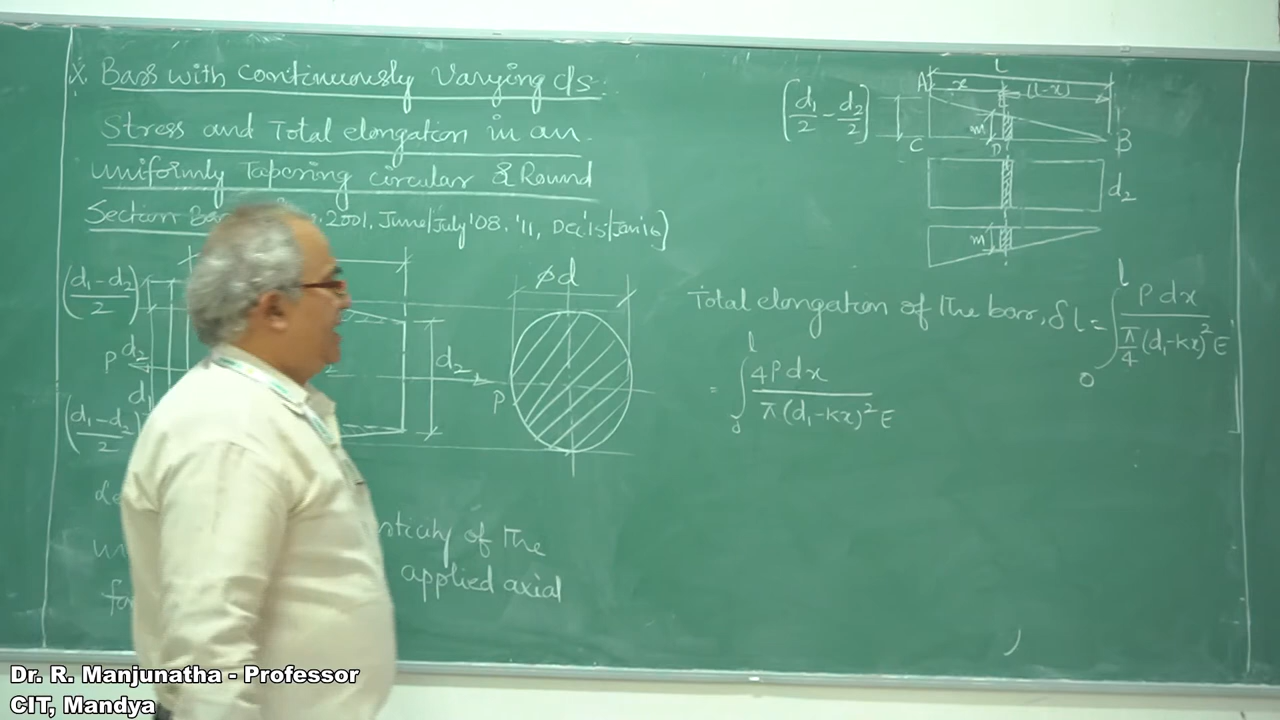 X. Bars with continuously Varying c/s.
Stress and Total elongation in an
uniformly Tapering circular & Round
Section Bar 2001, June/July '08, '11, Dec'15/Jan'16)
(d₁-d₂)/2
d₂
P
d₁
(d₁-d₂)/2
d₂
P
φd
sticity of The
applied axial
[d₁/2 - d₂/2]
L
A
x
(l-x)
m
C
D
B
d₂
m
Total elongation of The bar, δl = ∫₀ˡ P dx / π/4 (d₁-kx)² E
= ∫₀ˡ 4P dx / π(d₁-kx)² E
Dr. R. Manjunatha - Professor
CIT, Mandya